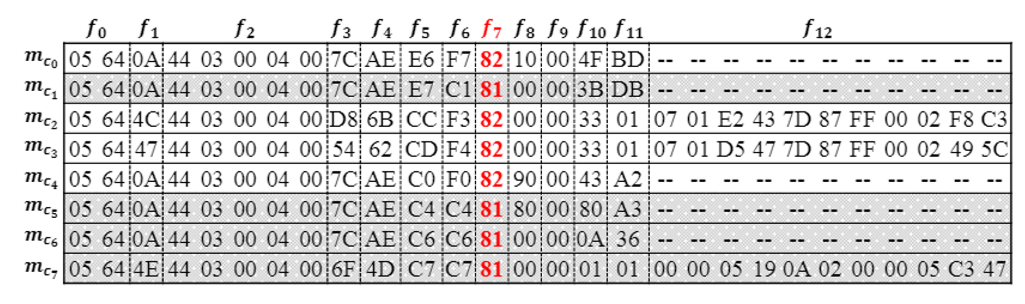 f0 f1 f2 f3 f4 f5 f6 f7 f8 f9 f10 f11 f12
mc0 05 64 0A 44 03 00 04 00 7C AE E6 F7 82 10 00 4F BD -- -- -- -- -- -- -- -- -- -- --
mc1 05 64 0A 44 03 00 04 00 7C AE E7 C1 81 00 00 3B DB -- -- -- -- -- -- -- -- -- -- --
mc2 05 64 4C 44 03 00 04 00 D8 6B CC F3 82 00 00 33 01 07 01 E2 43 7D 87 FF 00 02 F8 C3
mc3 05 64 47 44 03 00 04 00 54 62 CD F4 82 00 00 33 01 07 01 D5 47 7D 87 FF 00 02 49 5C
mc4 05 64 0A 44 03 00 04 00 7C AE C0 F0 82 90 00 43 A2 -- -- -- -- -- -- -- -- -- -- --
mc5 05 64 0A 44 03 00 04 00 7C AE C4 C4 81 80 00 80 A3 -- -- -- -- -- -- -- -- -- -- --
mc6 05 64 0A 44 03 00 04 00 7C AE C6 C6 81 00 00 0A 36 -- -- -- -- -- -- -- -- -- -- --
mc7 05 64 4E 44 03 00 04 00 6F 4D C7 C7 81 00 00 01 01 00 00 05 19 0A 02 00 00 05 C3 47